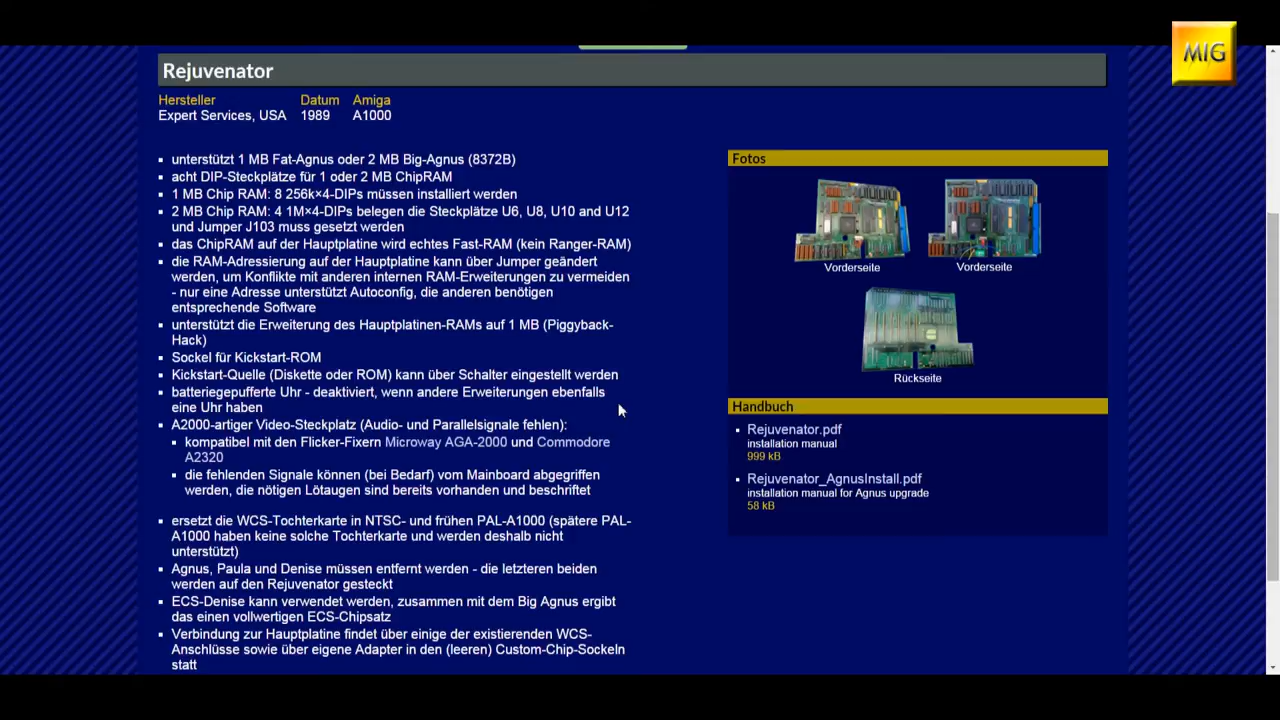 MIG
Rejuvenator
Hersteller Datum Amiga
Expert Services, USA 1989 A1000
unterstützt 1 MB Fat-Agnus oder 2 MB Big-Agnus (8372B)
acht DIP-Steckplätze für 1 oder 2 MB ChipRAM
1 MB Chip RAM: 8 256k×4-DIPs müssen installiert werden
2 MB Chip RAM: 4 1M×4-DIPs belegen die Steckplätze U6, U8, U10 and U12
und Jumper J103 muss gesetzt werden
das ChipRAM auf der Hauptplatine wird echtes Fast-RAM (kein Ranger-RAM)
die RAM-Adressierung auf der Hauptplatine kann über Jumper geändert
werden, um Konflikte mit anderen internen RAM-Erweiterungen zu vermeiden
- nur eine Adresse unterstützt Autoconfig, die anderen benötigen
entsprechende Software
unterstützt die Erweiterung des Hauptplatinen-RAMs auf 1 MB (Piggyback-
Hack)
Sockel für Kickstart-ROM
Kickstart-Quelle (Diskette oder ROM) kann über Schalter eingestellt werden
batteriegepufferte Uhr - deaktiviert, wenn andere Erweiterungen ebenfalls
eine Uhr haben
A2000-artiger Video-Steckplatz (Audio- und Parallelsignale fehlen):
kompatibel mit den Flicker-Fixern Microway AGA-2000 und Commodore
A2320
die fehlenden Signale können (bei Bedarf) vom Mainboard abgegriffen
werden, die nötigen Lötaugen sind bereits vorhanden und beschriftet
ersetzt die WCS-Tochterkarte in NTSC- und frühen PAL-A1000 (spätere PAL-
A1000 haben keine solche Tochterkarte und werden deshalb nicht
unterstützt)
Agnus, Paula und Denise müssen entfernt werden - die letzteren beiden
werden auf den Rejuvenator gesteckt
ECS-Denise kann verwendet werden, zusammen mit dem Big Agnus ergibt
das einen vollwertigen ECS-Chipsatz
Verbindung zur Hauptplatine findet über einige der existierenden WCS-
Anschlüsse sowie über eigene Adapter in den (leeren) Custom-Chip-Sockeln
statt
Fotos
Vorderseite Vorderseite
Rückseite
Handbuch
Rejuvenator.pdf
installation manual
999 kB
Rejuvenator_AgnusInstall.pdf
installation manual for Agnus upgrade
58 kB